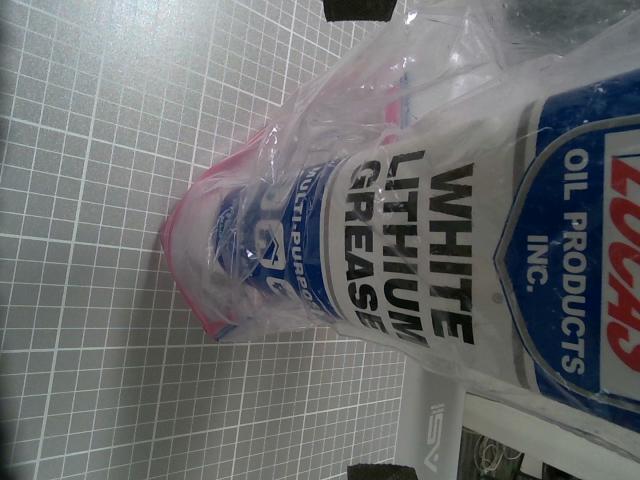 LUCAS
OIL PRODUCTS
INC.
WHITE
LITHIUM
GREASE
MULTI-PURPOSE